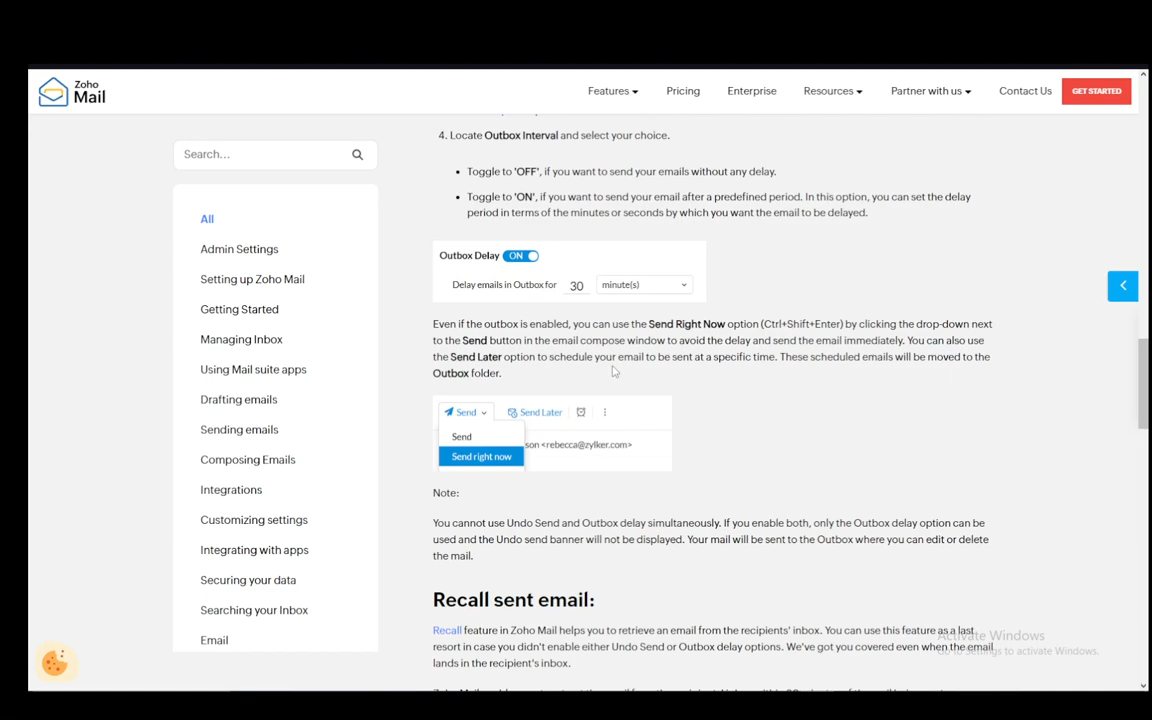 Zoho
Mail
Features
Pricing
Enterprise
Resources
Partner with us
Contact Us
GET STARTED
Search...
All
Admin Settings
Setting up Zoho Mail
Getting Started
Managing Inbox
Using Mail suite apps
Drafting emails
Sending emails
Composing Emails
Integrations
Customizing settings
Integrating with apps
Securing your data
Searching your Inbox
Email
4. Locate Outbox Interval and select your choice.
• Toggle to 'OFF', if you want to send your emails without any delay.
• Toggle to 'ON', if you want to send your email after a predefined period. In this option, you can set the delay
period in terms of the minutes or seconds by which you want the email to be delayed.
Outbox Delay ON
Delay emails in Outbox for 30 minute(s)
Even if the outbox is enabled, you can use the Send Right Now option (Ctrl+Shift+Enter) by clicking the drop-down next
to the Send button in the email compose window to avoid the delay and send the email immediately. You can also use
the Send Later option to schedule your email to be sent at a specific time. These scheduled emails will be moved to the
Outbox folder.
Send Send Later
Send
son <rebecca@zylker.com>
Send right now
Note:
You cannot use Undo Send and Outbox delay simultaneously. If you enable both, only the Outbox delay option can be
used and the Undo send banner will not be displayed. Your mail will be sent to the Outbox where you can edit or delete
the mail.
Recall sent email:
Recall feature in Zoho Mail helps you to retrieve an email from the recipients' inbox. You can use this feature as a last
resort in case you didn't enable either Undo Send or Outbox delay options. We've got you covered even when the email
lands in the recipient's inbox.
Activate Windows
Go to Settings to activate Windows.